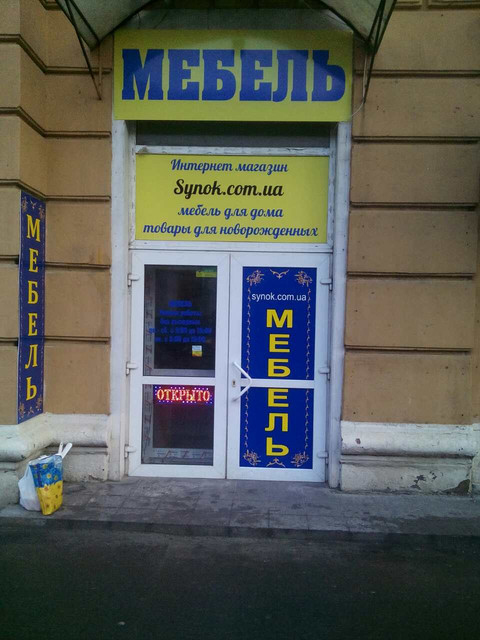 МЕБЕЛЬ
Интернет магазин
Synok.com.ua
мебель для дома
товары для новорожденных
МЕБЕЛЬ
ОТКРЫТО
synok.com.ua
МЕБЕЛЬ